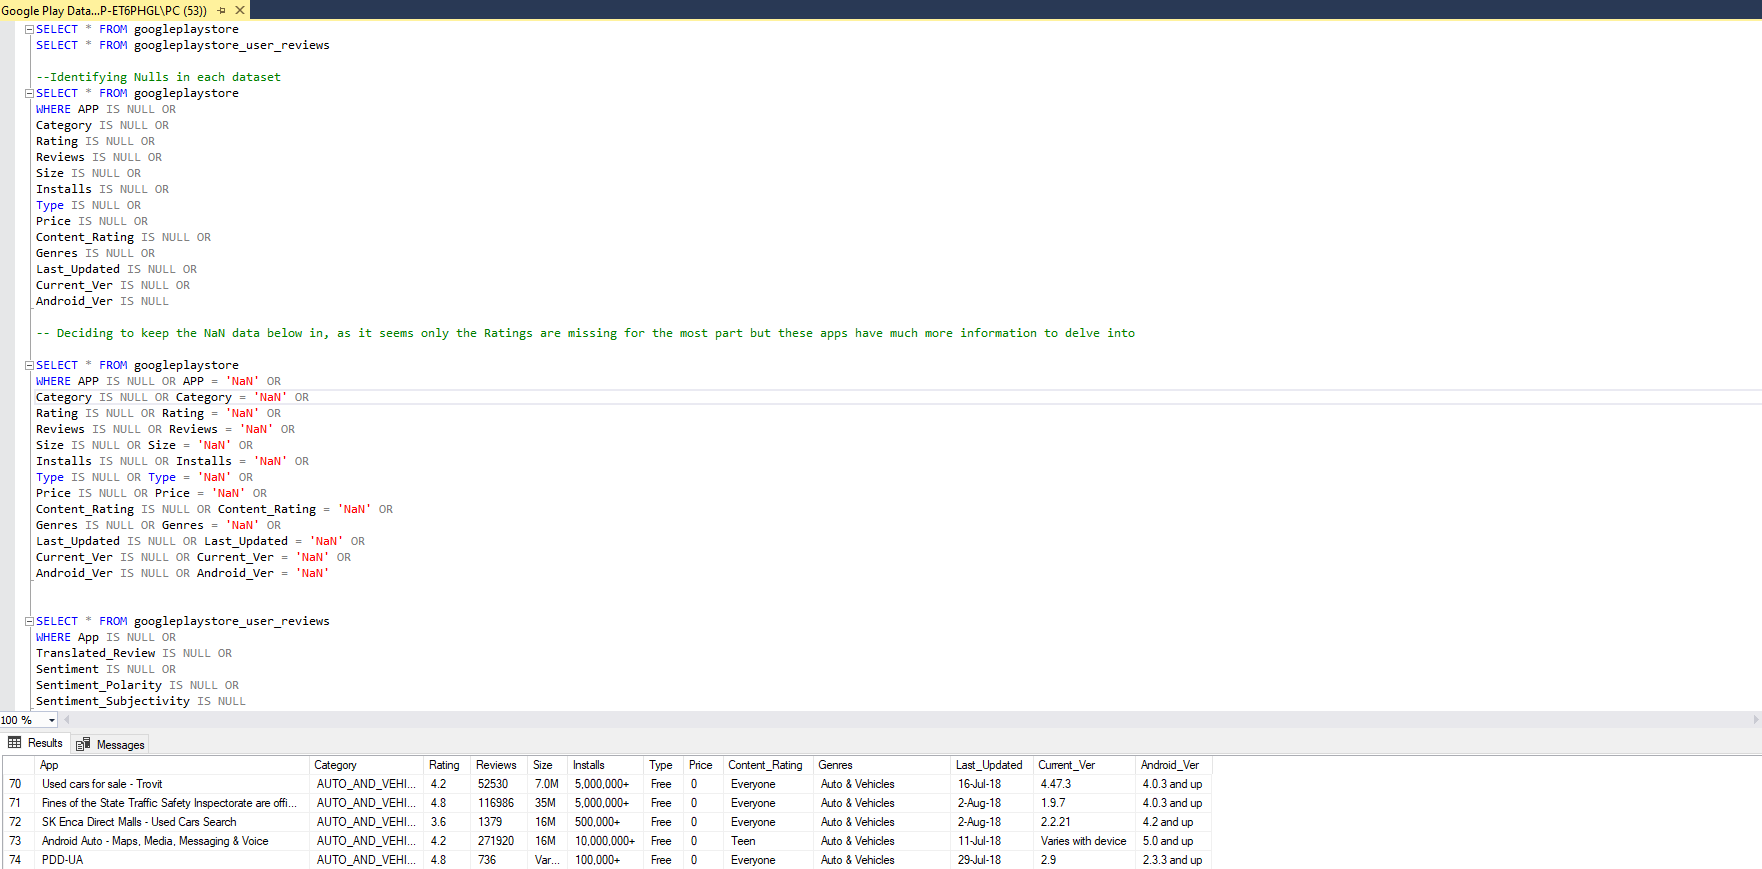 Google Play Data...P-ET6PHGL\PC (53))
SELECT * FROM googleplaystore
SELECT * FROM googleplaystore_user_reviews
--Identifying Nulls in each dataset
SELECT * FROM googleplaystore
WHERE APP IS NULL OR
Category IS NULL OR
Rating IS NULL OR
Reviews IS NULL OR
Size IS NULL OR
Installs IS NULL OR
Type IS NULL OR
Price IS NULL OR
Content_Rating IS NULL OR
Genres IS NULL OR
Last_Updated IS NULL OR
Current_Ver IS NULL OR
Android_Ver IS NULL
-- Deciding to keep the NaN data below in, as it seems only the Ratings are missing for the most part but these apps have much more information to delve into
SELECT * FROM googleplaystore
WHERE APP IS NULL OR APP = 'NaN' OR
Category IS NULL OR Category = 'NaN' OR
Rating IS NULL OR Rating = 'NaN' OR
Reviews IS NULL OR Reviews = 'NaN' OR
Size IS NULL OR Size = 'NaN' OR
Installs IS NULL OR Installs = 'NaN' OR
Type IS NULL OR Type = 'NaN' OR
Price IS NULL OR Price = 'NaN' OR
Content_Rating IS NULL OR Content_Rating = 'NaN' OR
Genres IS NULL OR Genres = 'NaN' OR
Last_Updated IS NULL OR Last_Updated = 'NaN' OR
Current_Ver IS NULL OR Current_Ver = 'NaN' OR
Android_Ver IS NULL OR Android_Ver = 'NaN'
SELECT * FROM googleplaystore_user_reviews
WHERE App IS NULL OR
Translated_Review IS NULL OR
Sentiment IS NULL OR
Sentiment_Polarity IS NULL OR
Sentiment_Subjectivity IS NULL
100 %
Results Messages
App Category Rating Reviews Size Installs Type Price Content_Rating Genres Last_Updated Current_Ver Android_Ver
70 Used cars for sale - Trovit AUTO_AND_VEHI... 4.2 52530 7.0M 5,000,000+ Free 0 Everyone Auto & Vehicles 16-Jul-18 4.47.3 4.0.3 and up
71 Fines of the State Traffic Safety Inspectorate are offi... AUTO_AND_VEHI... 4.8 116986 35M 5,000,000+ Free 0 Everyone Auto & Vehicles 2-Aug-18 1.9.7 4.0.3 and up
72 SK Enca Direct Malls - Used Cars Search AUTO_AND_VEHI... 3.6 1379 16M 500,000+ Free 0 Everyone Auto & Vehicles 2-Aug-18 2.2.21 4.2 and up
73 Android Auto - Maps, Media, Messaging & Voice AUTO_AND_VEHI... 4.2 271920 16M 10,000,000+ Free 0 Teen Auto & Vehicles 11-Jul-18 Varies with device 5.0 and up
74 PDD-UA AUTO_AND_VEHI... 4.8 736 Var... 100,000+ Free 0 Everyone Auto & Vehicles 29-Jul-18 2.9 2.3.3 and up